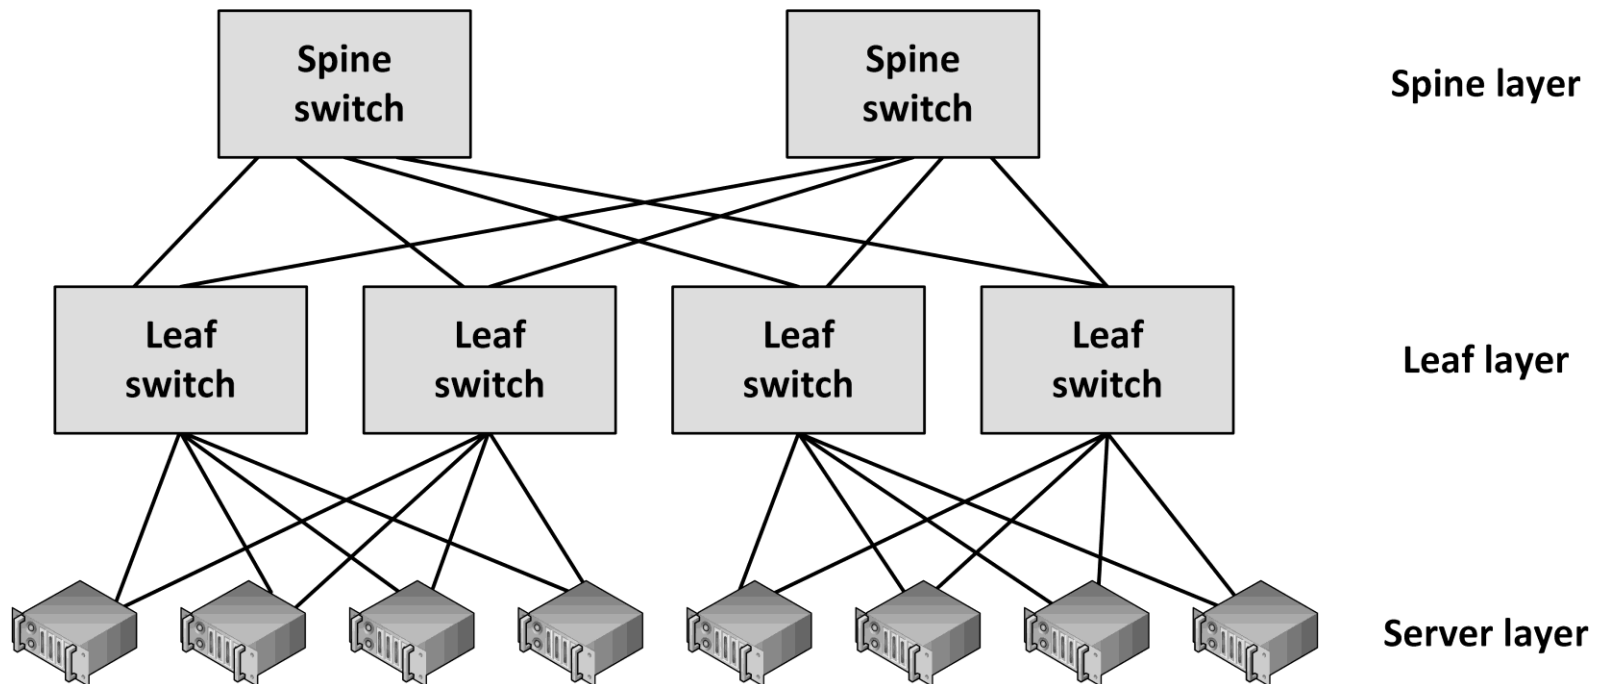 Spine
switch
Spine
switch
Spine layer
Leaf
switch
Leaf
switch
Leaf
switch
Leaf
switch
Leaf layer
Server layer